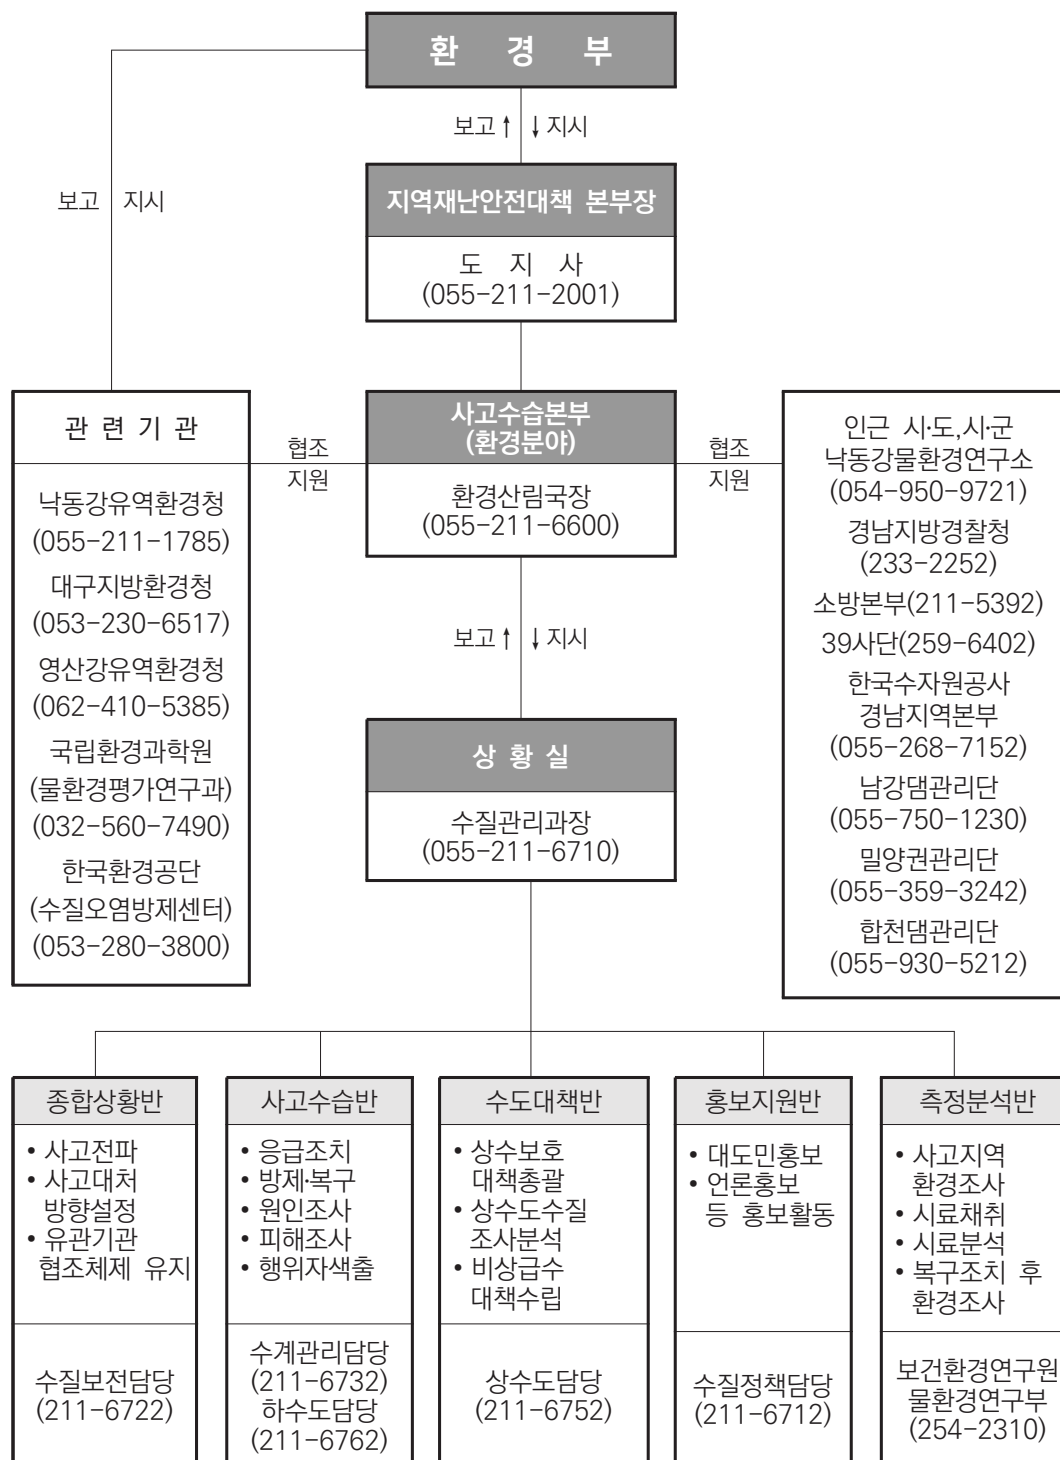 환 경 부
보고 ↑ ↓ 지시
보고 지시
지역재난안전대책 본부장
도 지 사
(055-211-2001)
관 련 기 관
낙동강유역환경청
(055-211-1785)
대구지방환경청
(053-230-6517)
영산강유역환경청
(062-410-5385)
국립환경과학원
(물환경평가연구과)
(032-560-7490)
한국환경공단
(수질오염방제센터)
(053-280-3800)
협조
지원
사고수습본부
(환경분야)
환경산림국장
(055-211-6600)
협조
지원
인근 시·도,시·군
낙동강물환경연구소
(054-950-9721)
경남지방경찰청
(233-2252)
소방본부(211-5392)
39사단(259-6402)
한국수자원공사
경남지역본부
(055-268-7152)
남강댐관리단
(055-750-1230)
밀양권관리단
(055-359-3242)
합천댐관리단
(055-930-5212)
보고 ↑ ↓ 지시
상 황 실
수질관리과장
(055-211-6710)
종합상황반
• 사고전파
• 사고대처
방향설정
• 유관기관
협조체제 유지
수질보전담당
(211-6722)
사고수습반
• 응급조치
• 방제·복구
• 원인조사
• 피해조사
• 행위자색출
수계관리담당
(211-6732)
하수도담당
(211-6762)
수도대책반
• 상수보호
대책총괄
• 상수도수질
조사분석
• 비상급수
대책수립
상수도담당
(211-6752)
홍보지원반
• 대도민홍보
• 언론홍보
등 홍보활동
수질정책담당
(211-6712)
측정분석반
• 사고지역
환경조사
• 시료채취
• 시료분석
• 복구조치 후
환경조사
보건환경연구원
물환경연구부
(254-2310)